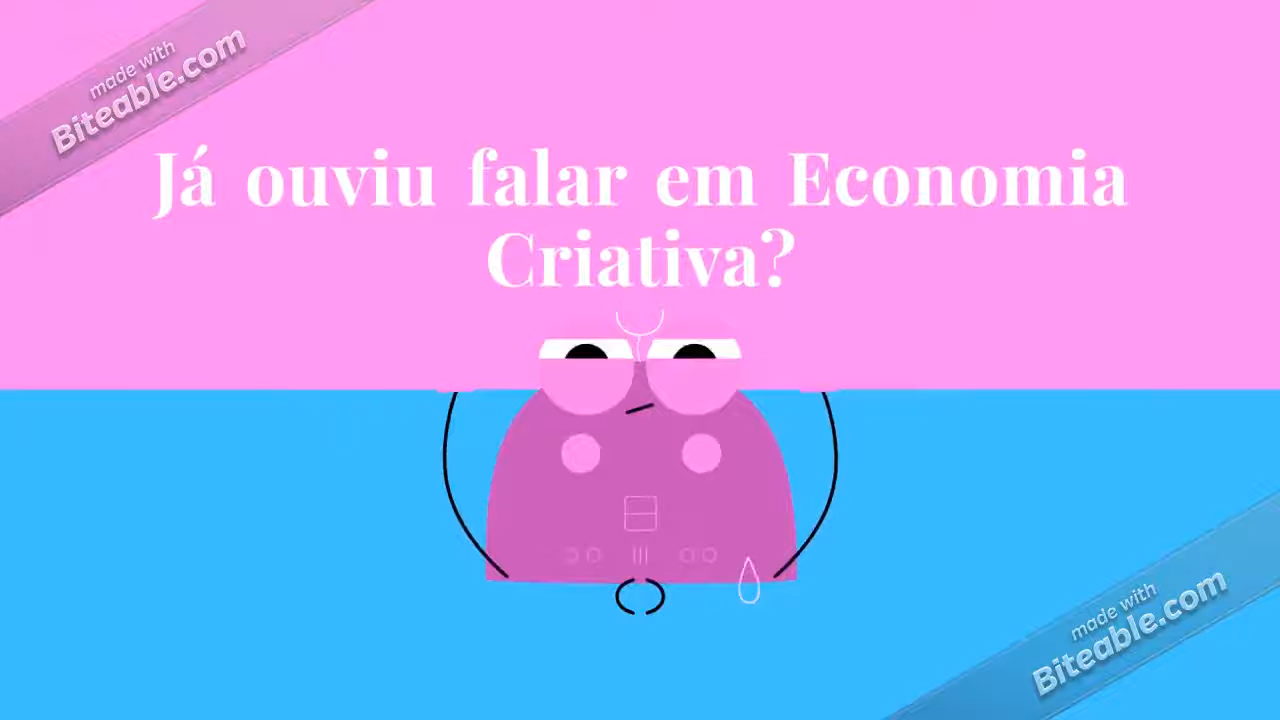 made with
Biteable.com
Já ouviu falar em Economia
Criativa?
made with
Biteable.com